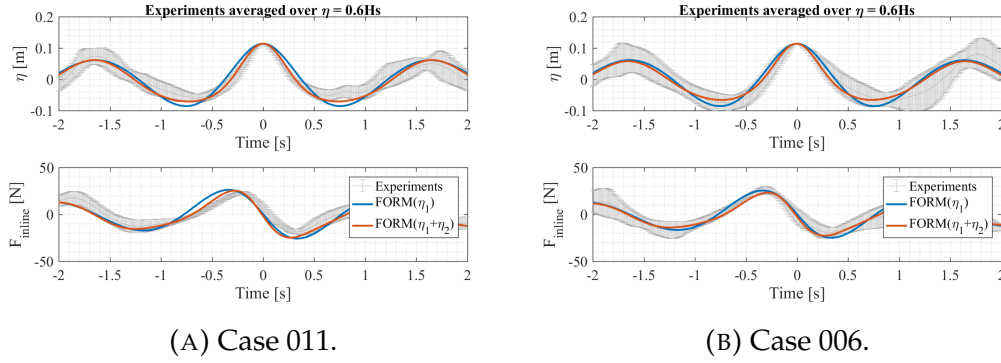 Experiments averaged over η = 0.6Hs
0.2
0.1
0
-0.1
η [m]
-2 -1.5 -1 -0.5 0 0.5 1 1.5 2
Time [s]
50
0
-50
F_inline [N]
Experiments
FORM(η₁)
FORM(η₁+η₂)
-2 -1.5 -1 -0.5 0 0.5 1 1.5 2
Time [s]
(A) Case 011.
Experiments averaged over η = 0.6Hs
0.2
0.1
0
-0.1
η [m]
-2 -1.5 -1 -0.5 0 0.5 1 1.5 2
Time [s]
50
0
-50
F_inline [N]
Experiments
FORM(η₁)
FORM(η₁+η₂)
-2 -1.5 -1 -0.5 0 0.5 1 1.5 2
Time [s]
(B) Case 006.